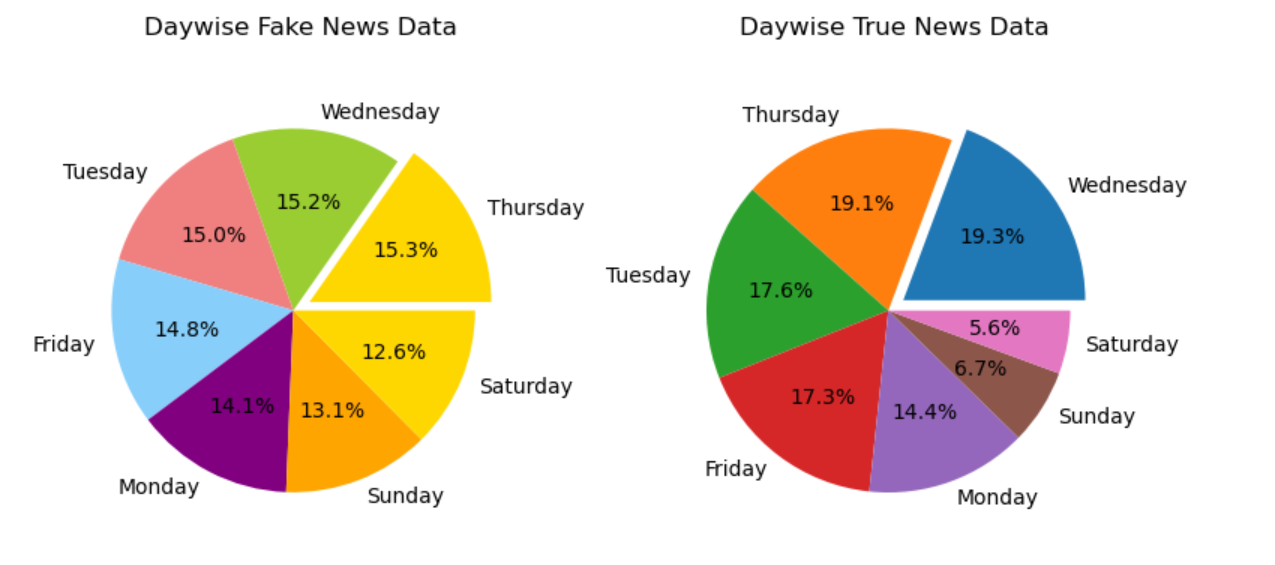 Daywise Fake News Data
Wednesday
Tuesday
15.2%
Thursday
15.0%
15.3%
14.8%
Friday
12.6%
Saturday
14.1%
13.1%
Monday
Sunday
Daywise True News Data
Thursday
Wednesday
19.1%
19.3%
Tuesday
17.6%
5.6%
Saturday
6.7%
17.3%
14.4%
Sunday
Friday
Monday